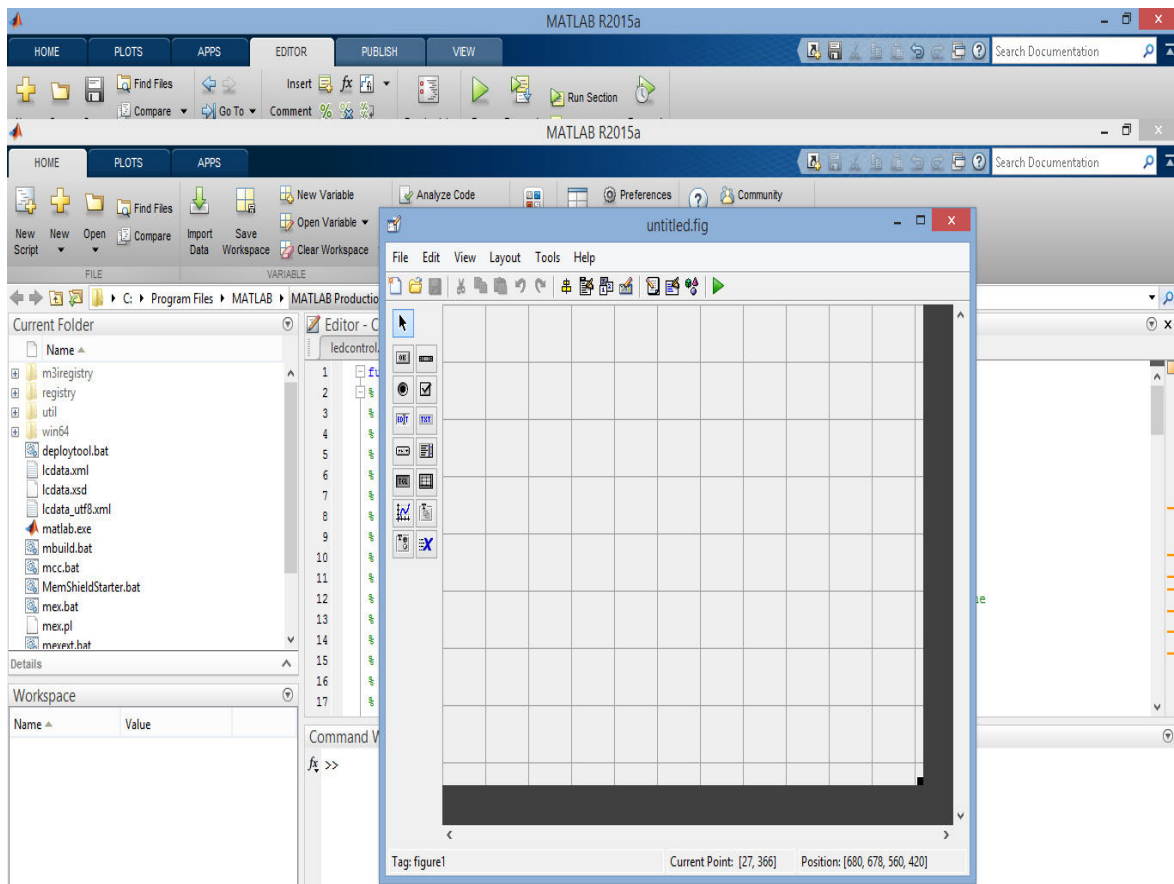 MATLAB R2015a
HOME PLOTS APPS EDITOR PUBLISH VIEW Search Documentation
Find Files Insert fx
Compare Go To Comment % Run Section
MATLAB R2015a
HOME PLOTS APPS Search Documentation
New Script New Open Find Files Compare Import Data Save Workspace New Variable Open Variable Clear Workspace Analyze Code Preferences ? Community
FILE VARIABLE
C: Program Files MATLAB MATLAB Productio
Current Folder
Name
m3iregistry
registry
util
win64
deploytool.bat
lcdata.xml
lcdata.xsd
lcdata_utf8.xml
matlab.exe
mbuild.bat
mcc.bat
MemShieldStarter.bat
mex.bat
mex.pl
mexext.bat
Details
Workspace
Name Value
Editor - C
ledcontrol.
1 fu
2 %
3 %
4 %
5 %
6 %
7 %
8 %
9 %
10 %
11 %
12 %
13 %
14 %
15 %
16 %
17 %
Command W
fx >>
untitled.fig
File Edit View Layout Tools Help
OK
EDIT TXT
TGL
X
Tag: figure1 Current Point: [27, 366] Position: [680, 678, 560, 420]